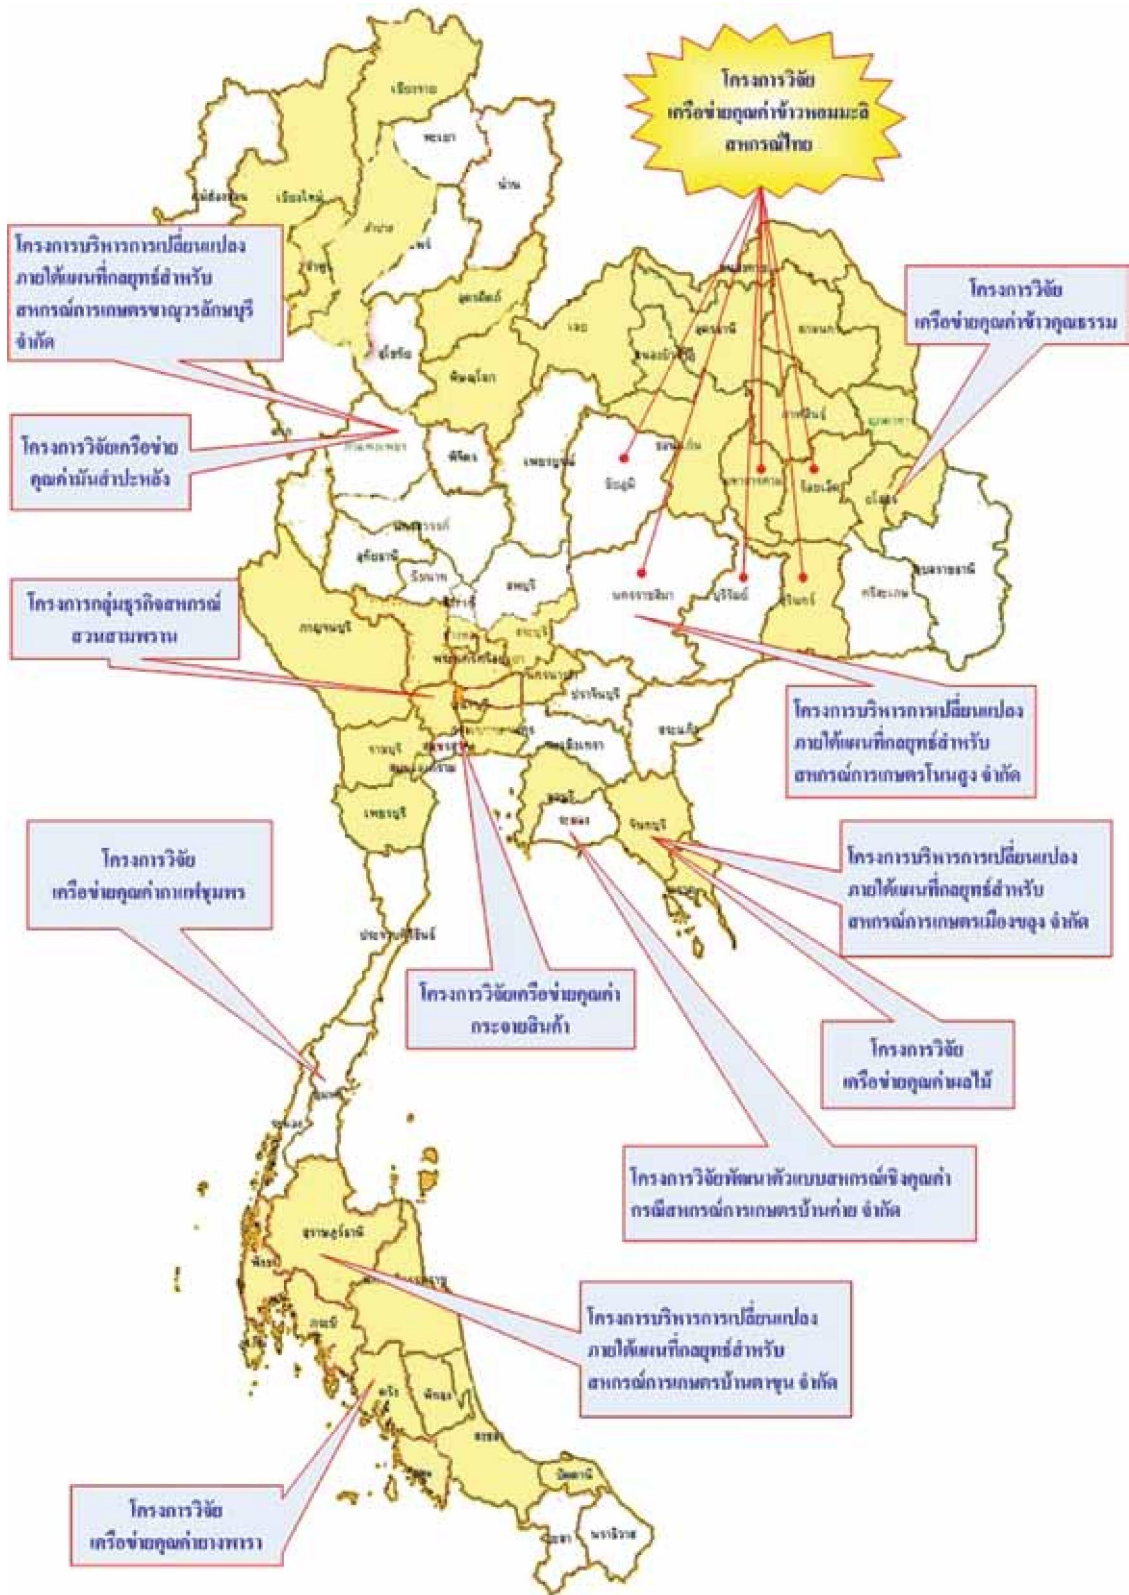 โครงการวิจัย
เครือข่ายคุณค่าข้าวหอมมะลิ
สหกรณ์ไทย
เชียงราย
พะเยา
น่าน
เชียงใหม่
ลำปาง
โครงการบริหารการเปลี่ยนแปลง
ภายใต้แผนที่กลยุทธ์สำหรับ
สหกรณ์การเกษตรขาณุวรลักษบุรี
จำกัด
โครงการวิจัย
เครือข่ายคุณค่าข้าวคุณธรรม
อุตรดิตถ์
เลย
อุดรธานี
สุโขทัย
พิษณุโลก
กาฬสินธุ์
โครงการวิจัยเครือข่าย
คุณค่ามันสำปะหลัง
กำแพงเพชร
พิจิตร
เพชรบูรณ์
ชัยภูมิ
ขอนแก่น
มหาสารคาม
ร้อยเอ็ด
ยโสธร
นครสวรรค์
อุทัยธานี
ชัยนาท
ลพบุรี
นครราชสีมา
บุรีรัมย์
สุรินทร์
ศรีสะเกษ
อุบลราชธานี
โครงการกลุ่มธุรกิจสหกรณ์
สวนสามพราน
กาญจนบุรี
สระบุรี
ปราจีนบุรี
สระแก้ว
โครงการบริหารการเปลี่ยนแปลง
ภายใต้แผนที่กลยุทธ์สำหรับ
สหกรณ์การเกษตรโนนสูง จำกัด
ราชบุรี
เพชรบุรี
ชลบุรี
ระยอง
จันทบุรี
โครงการบริหารการเปลี่ยนแปลง
ภายใต้แผนที่กลยุทธ์สำหรับ
สหกรณ์การเกษตรเมืองขลุง จำกัด
โครงการวิจัย
เครือข่ายคุณค่ากาแฟชุมพร
ประจวบคีรีขันธ์
โครงการวิจัยเครือข่ายคุณค่า
กระจายสินค้า
โครงการวิจัย
เครือข่ายคุณค่าผลไม้
ระนอง
โครงการวิจัยพัฒนาตัวแบบสหกรณ์เชิงคุณค่า
กรณีสหกรณ์การเกษตรบ้านค่าย จำกัด
สุราษฎร์ธานี
กระบี่
โครงการบริหารการเปลี่ยนแปลง
ภายใต้แผนที่กลยุทธ์สำหรับ
สหกรณ์การเกษตรบ้านตาขุน จำกัด
ตรัง
พัทลุง
สงขลา
ปัตตานี
โครงการวิจัย
เครือข่ายคุณค่ายางพารา
ยะลา
นราธิวาส